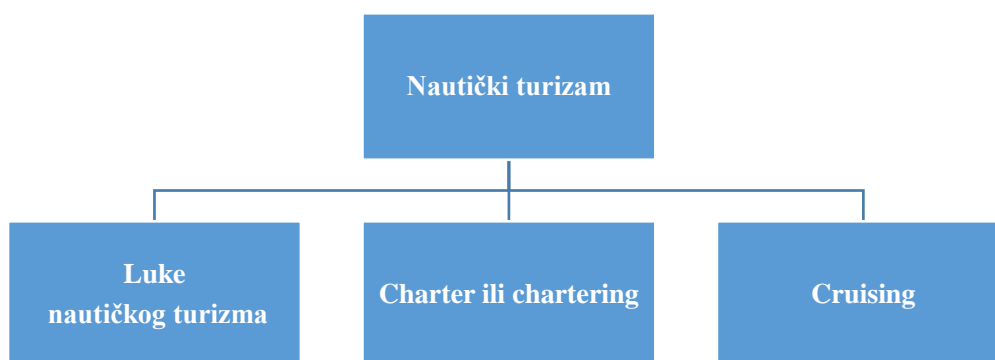 Nautički turizam
Luke
nautičkog turizma
Charter ili chartering
Cruising